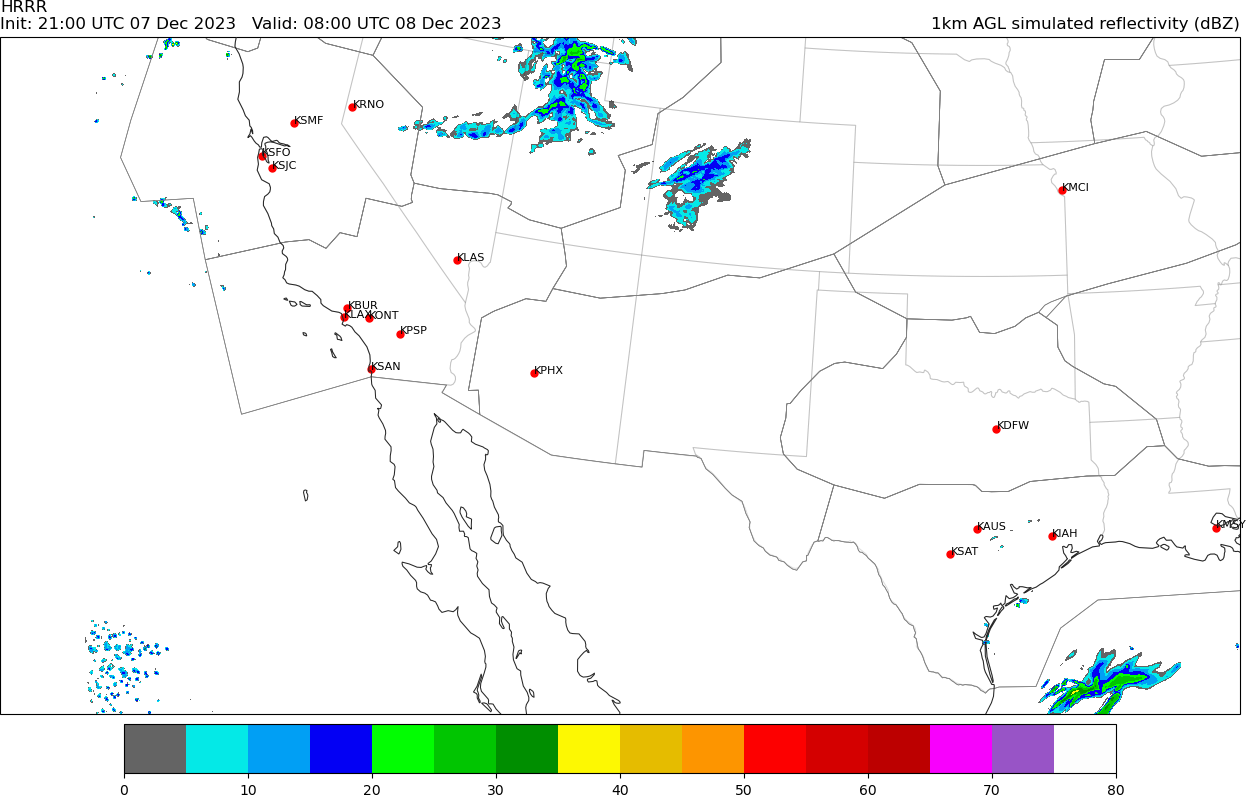 HRRR
Init: 21:00 UTC 07 Dec 2023 Valid: 08:00 UTC 08 Dec 2023 1km AGL simulated reflectivity (dBZ)
KRNO
KSMF
KSFO
KSJC
KMCI
KLAS
KBUR
KLAX KONT
KPSP
KSAN
KPHX
KDFW
KAUS
KMSY
KIAH
KSAT
0 10 20 30 40 50 60 70 80